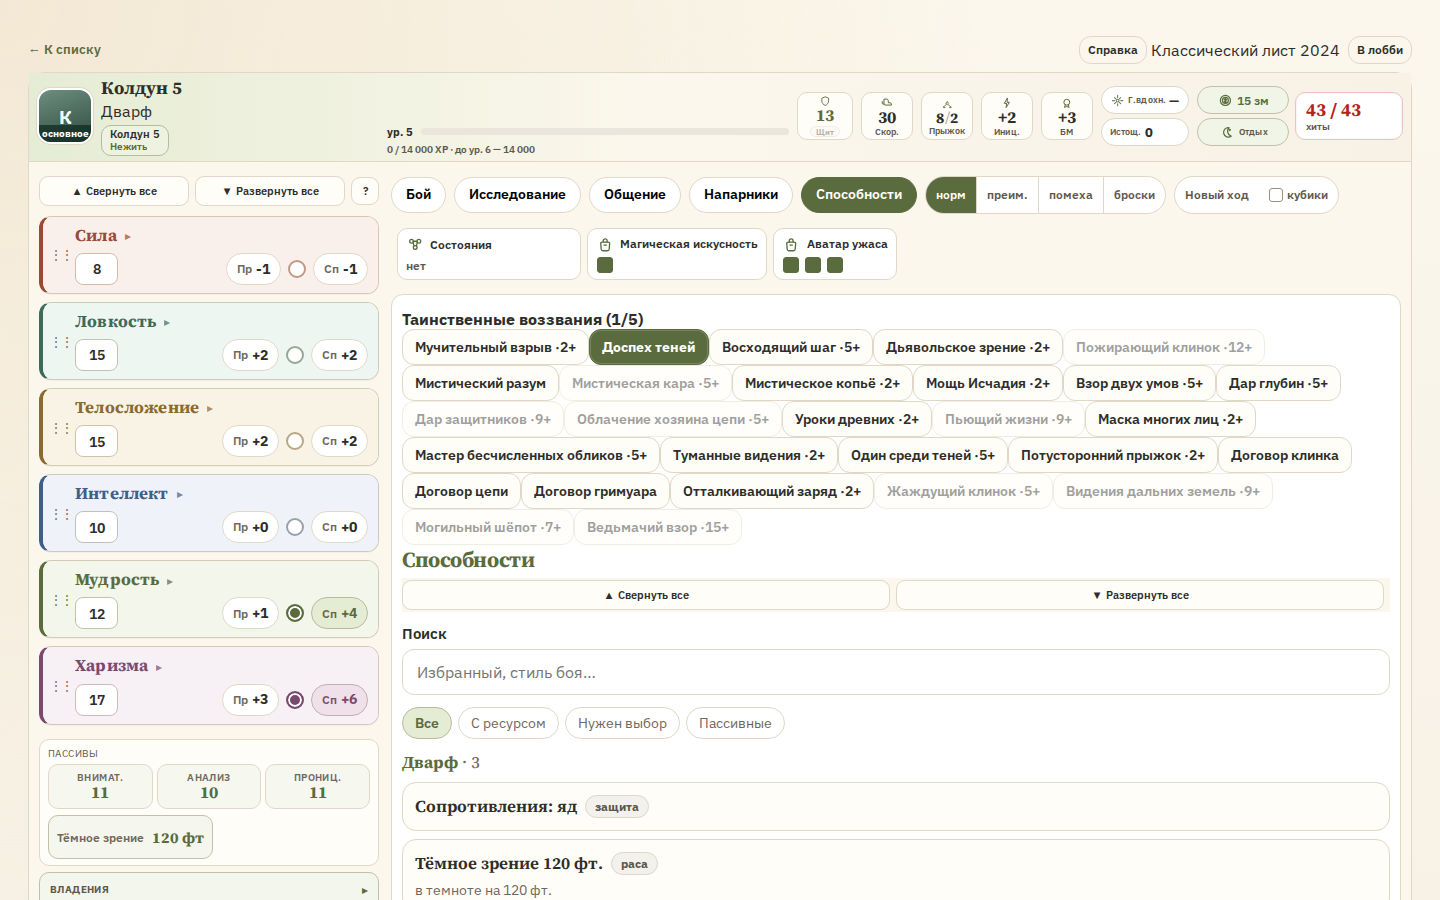 ← К списку
Справка Классический лист 2024 В лобби
К
основное
Колдун 5
Дварф
Колдун 5
Нежить
ур. 5
0 / 14 000 XP · до ур. 6 — 14 000
13
Щит
30
Скор.
8/2
Прыжок
+2
Иниц.
+3
БМ
Г.вдохн. —
Истощ. 0
15 зм
Отдых
43 / 43
хиты
▲ Свернуть все ▼ Развернуть все ?
Сила ▸
8 Пр -1 Сп -1
Ловкость ▸
15 Пр +2 Сп +2
Телосложение ▸
15 Пр +2 Сп +2
Интеллект ▸
10 Пр +0 Сп +0
Мудрость ▸
12 Пр +1 Сп +4
Харизма ▸
17 Пр +3 Сп +6
ПАССИВЫ
ВНИМАТ. АНАЛИЗ ПРОНИЦ.
11 10 11
Тёмное зрение 120 фт
ВЛАДЕНИЯ ▸
Бой Исследование Общение Напарники Способности норм преим. помеха броски Новый ход кубики
Состояния
нет
Магическая искусность
Аватар ужаса
Таинственные воззвания (1/5)
Мучительный взрыв ·2+ Доспех теней Восходящий шаг ·5+ Дьявольское зрение ·2+ Пожирающий клинок ·12+
Мистический разум Мистическая кара ·5+ Мистическое копьё ·2+ Мощь Исчадия ·2+ Взор двух умов ·5+ Дар глубин ·5+
Дар защитников ·9+ Облачение хозяина цепи ·5+ Уроки древних ·2+ Пьющий жизни ·9+ Маска многих лиц ·2+
Мастер бесчисленных обликов ·5+ Туманные видения ·2+ Один среди теней ·5+ Потусторонний прыжок ·2+ Договор клинка
Договор цепи Договор гримуара Отталкивающий заряд ·2+ Жаждущий клинок ·5+ Видения дальних земель ·9+
Могильный шёпот ·7+ Ведьмачий взор ·15+
Способности
▲ Свернуть все ▼ Развернуть все
Поиск
Избранный, стиль боя...
Все С ресурсом Нужен выбор Пассивные
Дварф · 3
Сопротивления: яд защита
Тёмное зрение 120 фт. раса
в темноте на 120 фт.